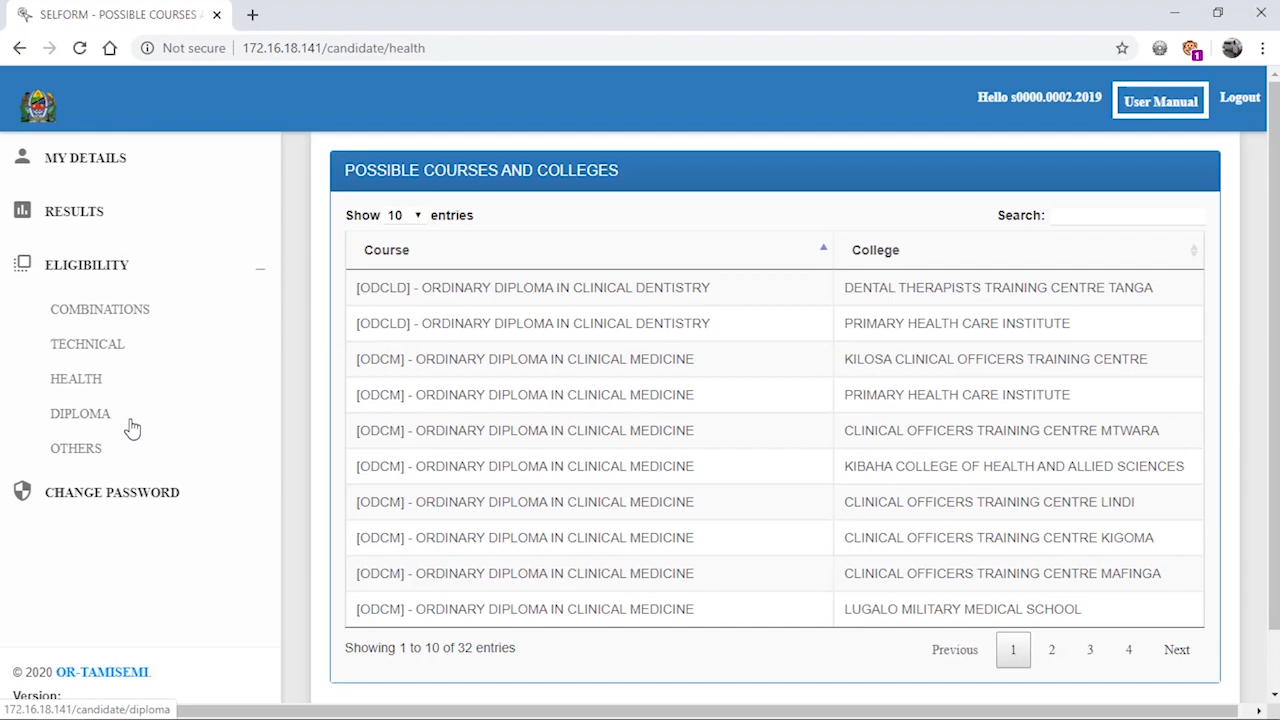 SELFORM - POSSIBLE COURSES A
Not secure | 172.16.18.141/candidate/health
1
Hello s0000.0002.2019 User Manual Logout
MY DETAILS
RESULTS
ELIGIBILITY
COMBINATIONS
TECHNICAL
HEALTH
DIPLOMA
OTHERS
CHANGE PASSWORD
© 2020 OR-TAMISEMI.
Version:
172.16.18.141/candidate/diploma
POSSIBLE COURSES AND COLLEGES
Show 10 entries Search:
Course College
[ODCLD] - ORDINARY DIPLOMA IN CLINICAL DENTISTRY DENTAL THERAPISTS TRAINING CENTRE TANGA
[ODCLD] - ORDINARY DIPLOMA IN CLINICAL DENTISTRY PRIMARY HEALTH CARE INSTITUTE
[ODCM] - ORDINARY DIPLOMA IN CLINICAL MEDICINE KILOSA CLINICAL OFFICERS TRAINING CENTRE
[ODCM] - ORDINARY DIPLOMA IN CLINICAL MEDICINE PRIMARY HEALTH CARE INSTITUTE
[ODCM] - ORDINARY DIPLOMA IN CLINICAL MEDICINE CLINICAL OFFICERS TRAINING CENTRE MTWARA
[ODCM] - ORDINARY DIPLOMA IN CLINICAL MEDICINE KIBAHA COLLEGE OF HEALTH AND ALLIED SCIENCES
[ODCM] - ORDINARY DIPLOMA IN CLINICAL MEDICINE CLINICAL OFFICERS TRAINING CENTRE LINDI
[ODCM] - ORDINARY DIPLOMA IN CLINICAL MEDICINE CLINICAL OFFICERS TRAINING CENTRE KIGOMA
[ODCM] - ORDINARY DIPLOMA IN CLINICAL MEDICINE CLINICAL OFFICERS TRAINING CENTRE MAFINGA
[ODCM] - ORDINARY DIPLOMA IN CLINICAL MEDICINE LUGALO MILITARY MEDICAL SCHOOL
Showing 1 to 10 of 32 entries Previous 1 2 3 4 Next